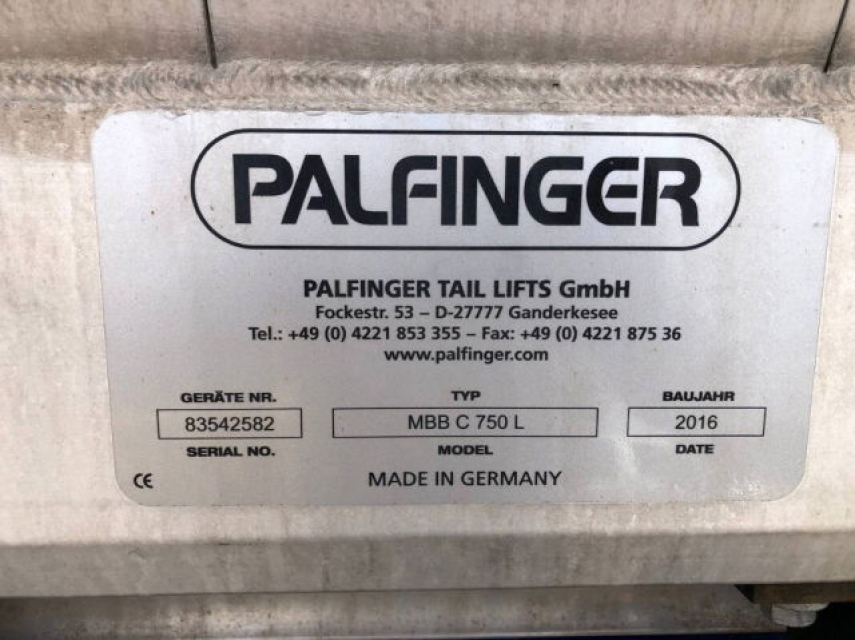 PALFINGER
PALFINGER TAIL LIFTS GmbH
Fockestr. 53 – D-27777 Ganderkesee
Tel.: +49 (0) 4221 853 355 – Fax: +49 (0) 4221 875 36
www.palfinger.com
GERÄTE NR. TYP BAUJAHR
83542582 MBB C 750 L 2016
SERIAL NO. MODEL DATE
CE MADE IN GERMANY